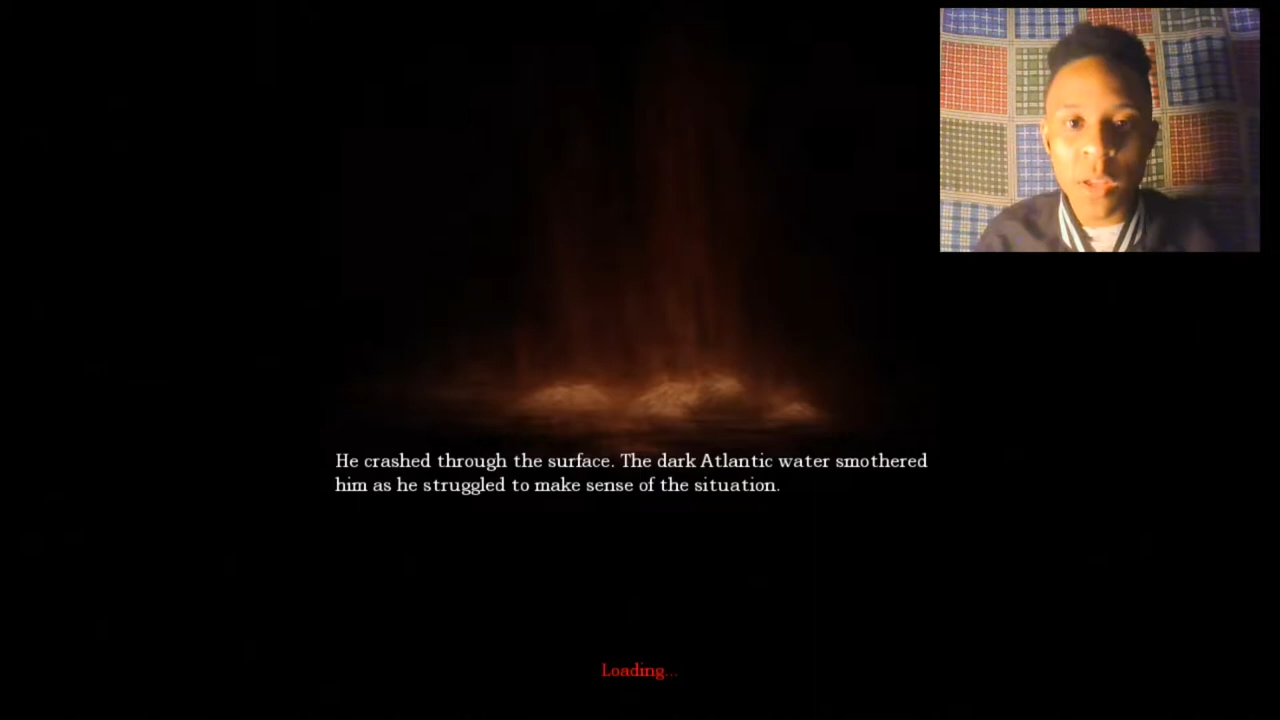 He crashed through the surface. The dark Atlantic water smothered
him as he struggled to make sense of the situation.
Loading...